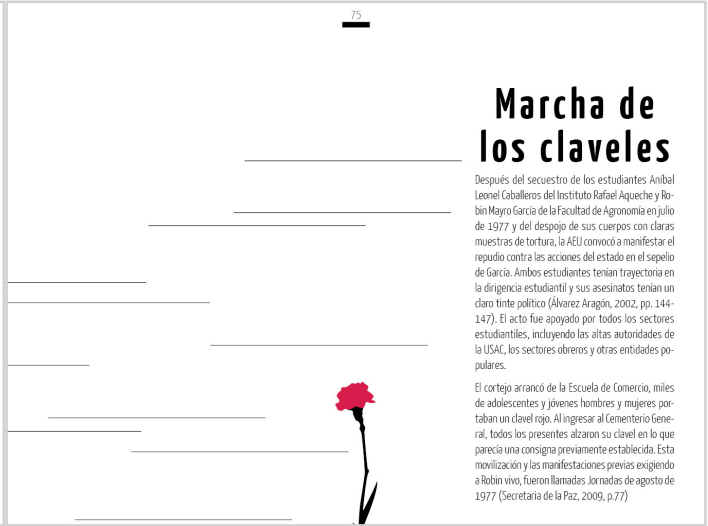 75
Marcha de
los claveles
Después del secuestro de los estudiantes Aníbal
Leonel Caballeros del Instituto Rafael Aqueche y Ro-
bin Mayro García de la Facultad de Agronomía en julio
de 1977 y del despojo de sus cuerpos con claras
muestras de tortura, la AEU convocó a manifestar el
repudio contra las acciones del estado en el sepelio
de García. Ambos estudiantes tenían trayectoria en
la dirigencia estudiantil y sus asesinatos tenían un
claro tinte político (Álvarez Aragón, 2002, pp. 144-
147). El acto fue apoyado por todos los sectores
estudiantiles, incluyendo las altas autoridades de
la USAC, los sectores obreros y otras entidades po-
pulares.
El cortejo arrancó de la Escuela de Comercio, miles
de adolescentes y jóvenes hombres y mujeres por-
taban un clavel rojo. Al ingresar al Cementerio Gene-
ral, todos los presentes alzaron su clavel en lo que
parecía una consigna previamente establecida. Esta
movilización y las manifestaciones previas exigiendo
a Robin vivo, fueron llamadas Jornadas de agosto de
1977 (Secretaria de la Paz, 2009, p.77)